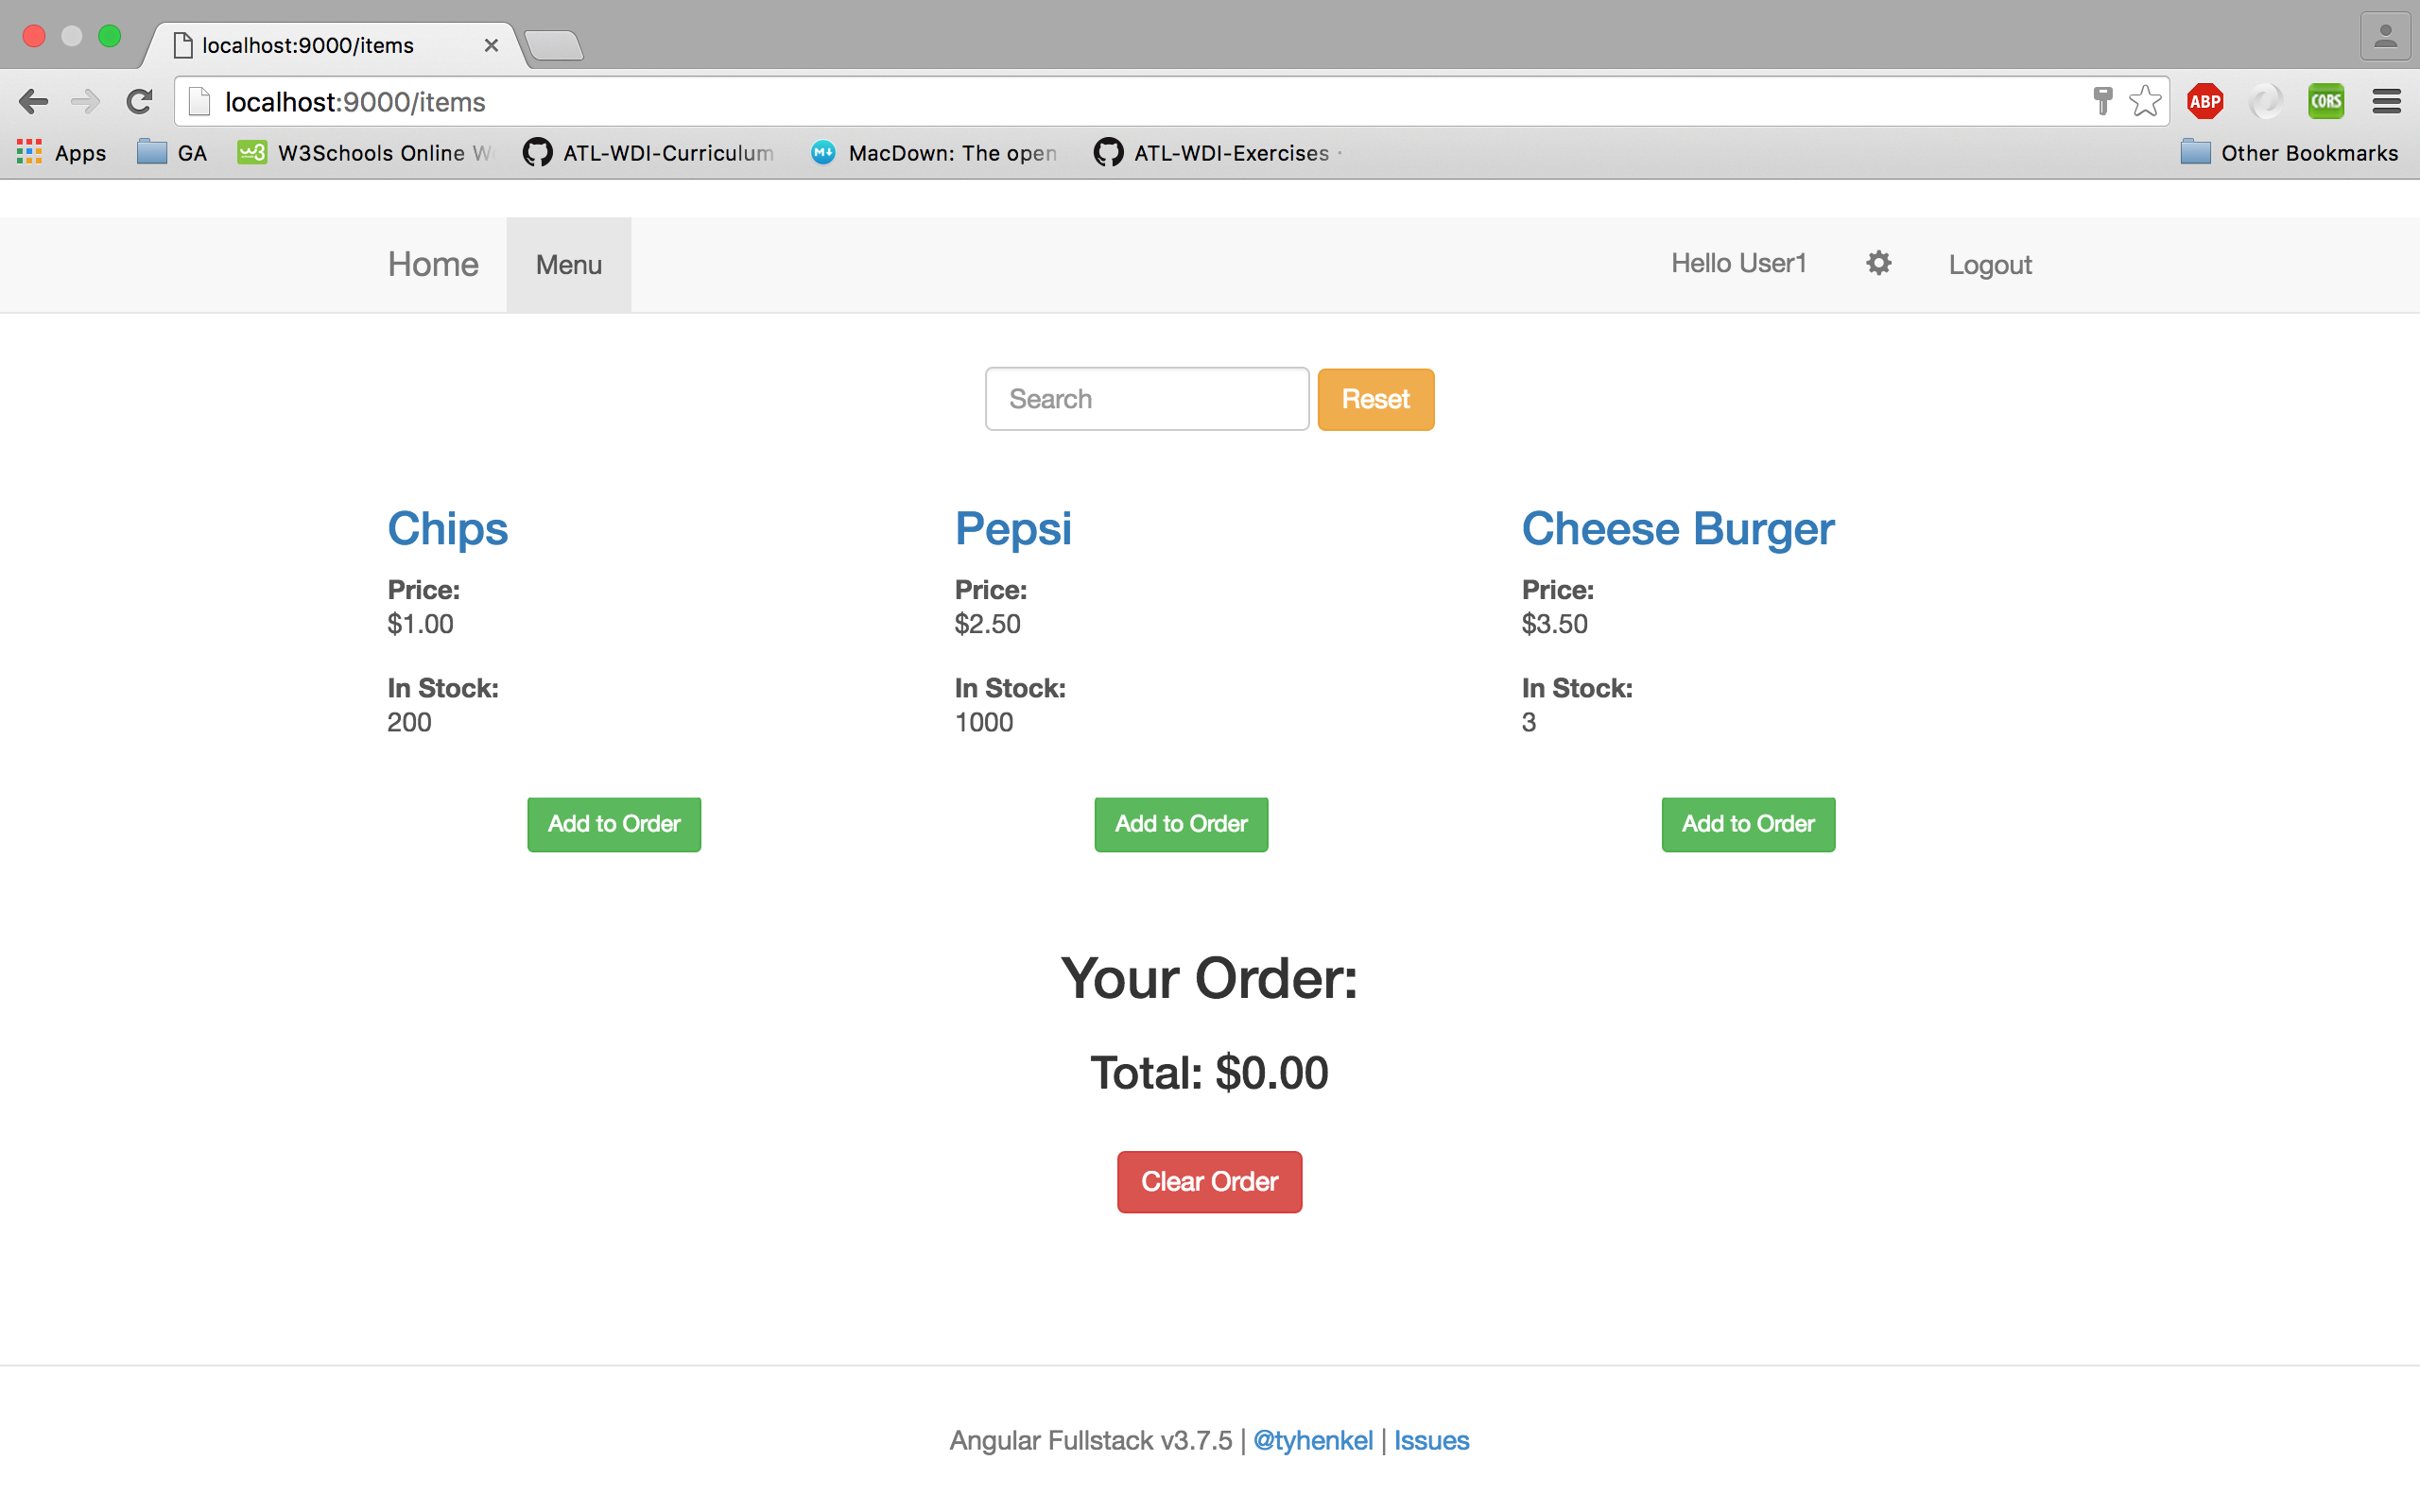 localhost:9000/items
localhost:9000/items
ABP
CORS
Apps
GA
W3Schools Online W
ATL-WDI-Curriculum
M↓
MacDown: The open
ATL-WDI-Exercises ·
Other Bookmarks
Home
Menu
Hello User1
Logout
Search
Reset
Chips
Price:
$1.00
In Stock:
200
Add to Order
Pepsi
Price:
$2.50
In Stock:
1000
Add to Order
Cheese Burger
Price:
$3.50
In Stock:
3
Add to Order
Your Order:
Total: $0.00
Clear Order
Angular Fullstack v3.7.5 | @tyhenkel | Issues